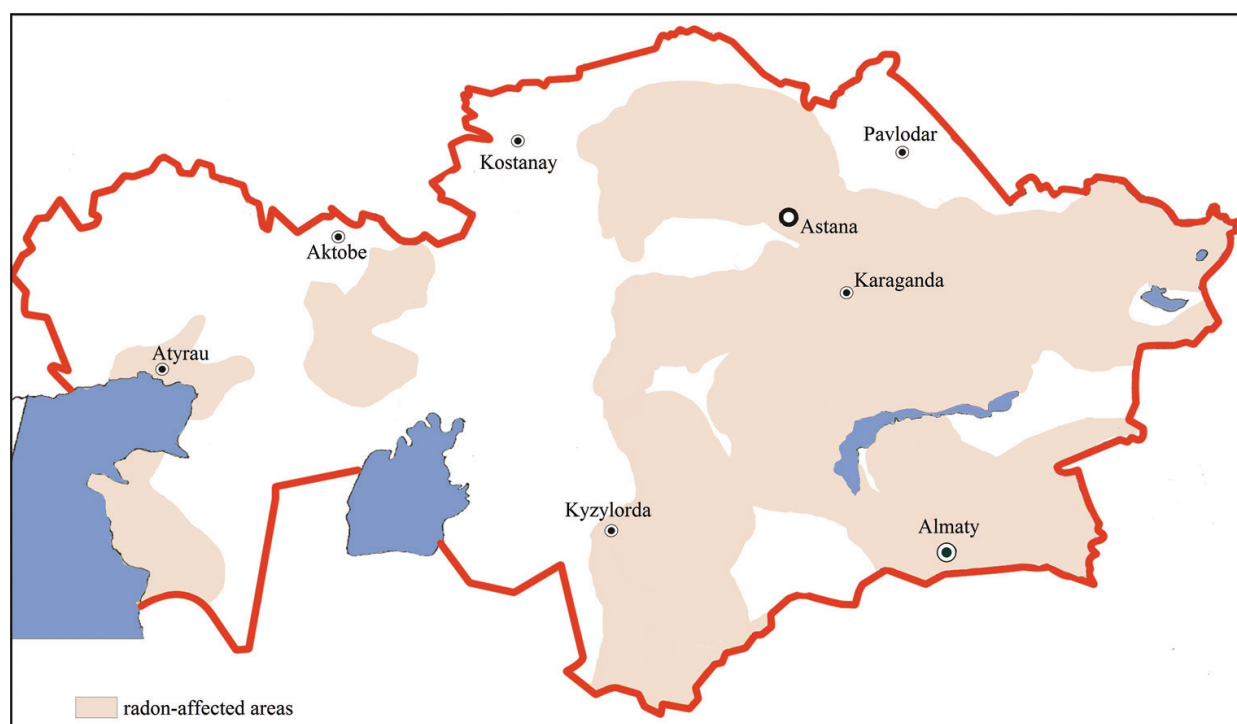 Pavlodar
Kostanay
Astana
Aktobe
Karaganda
Atyrau
Kyzylorda
Almaty
radon-affected areas